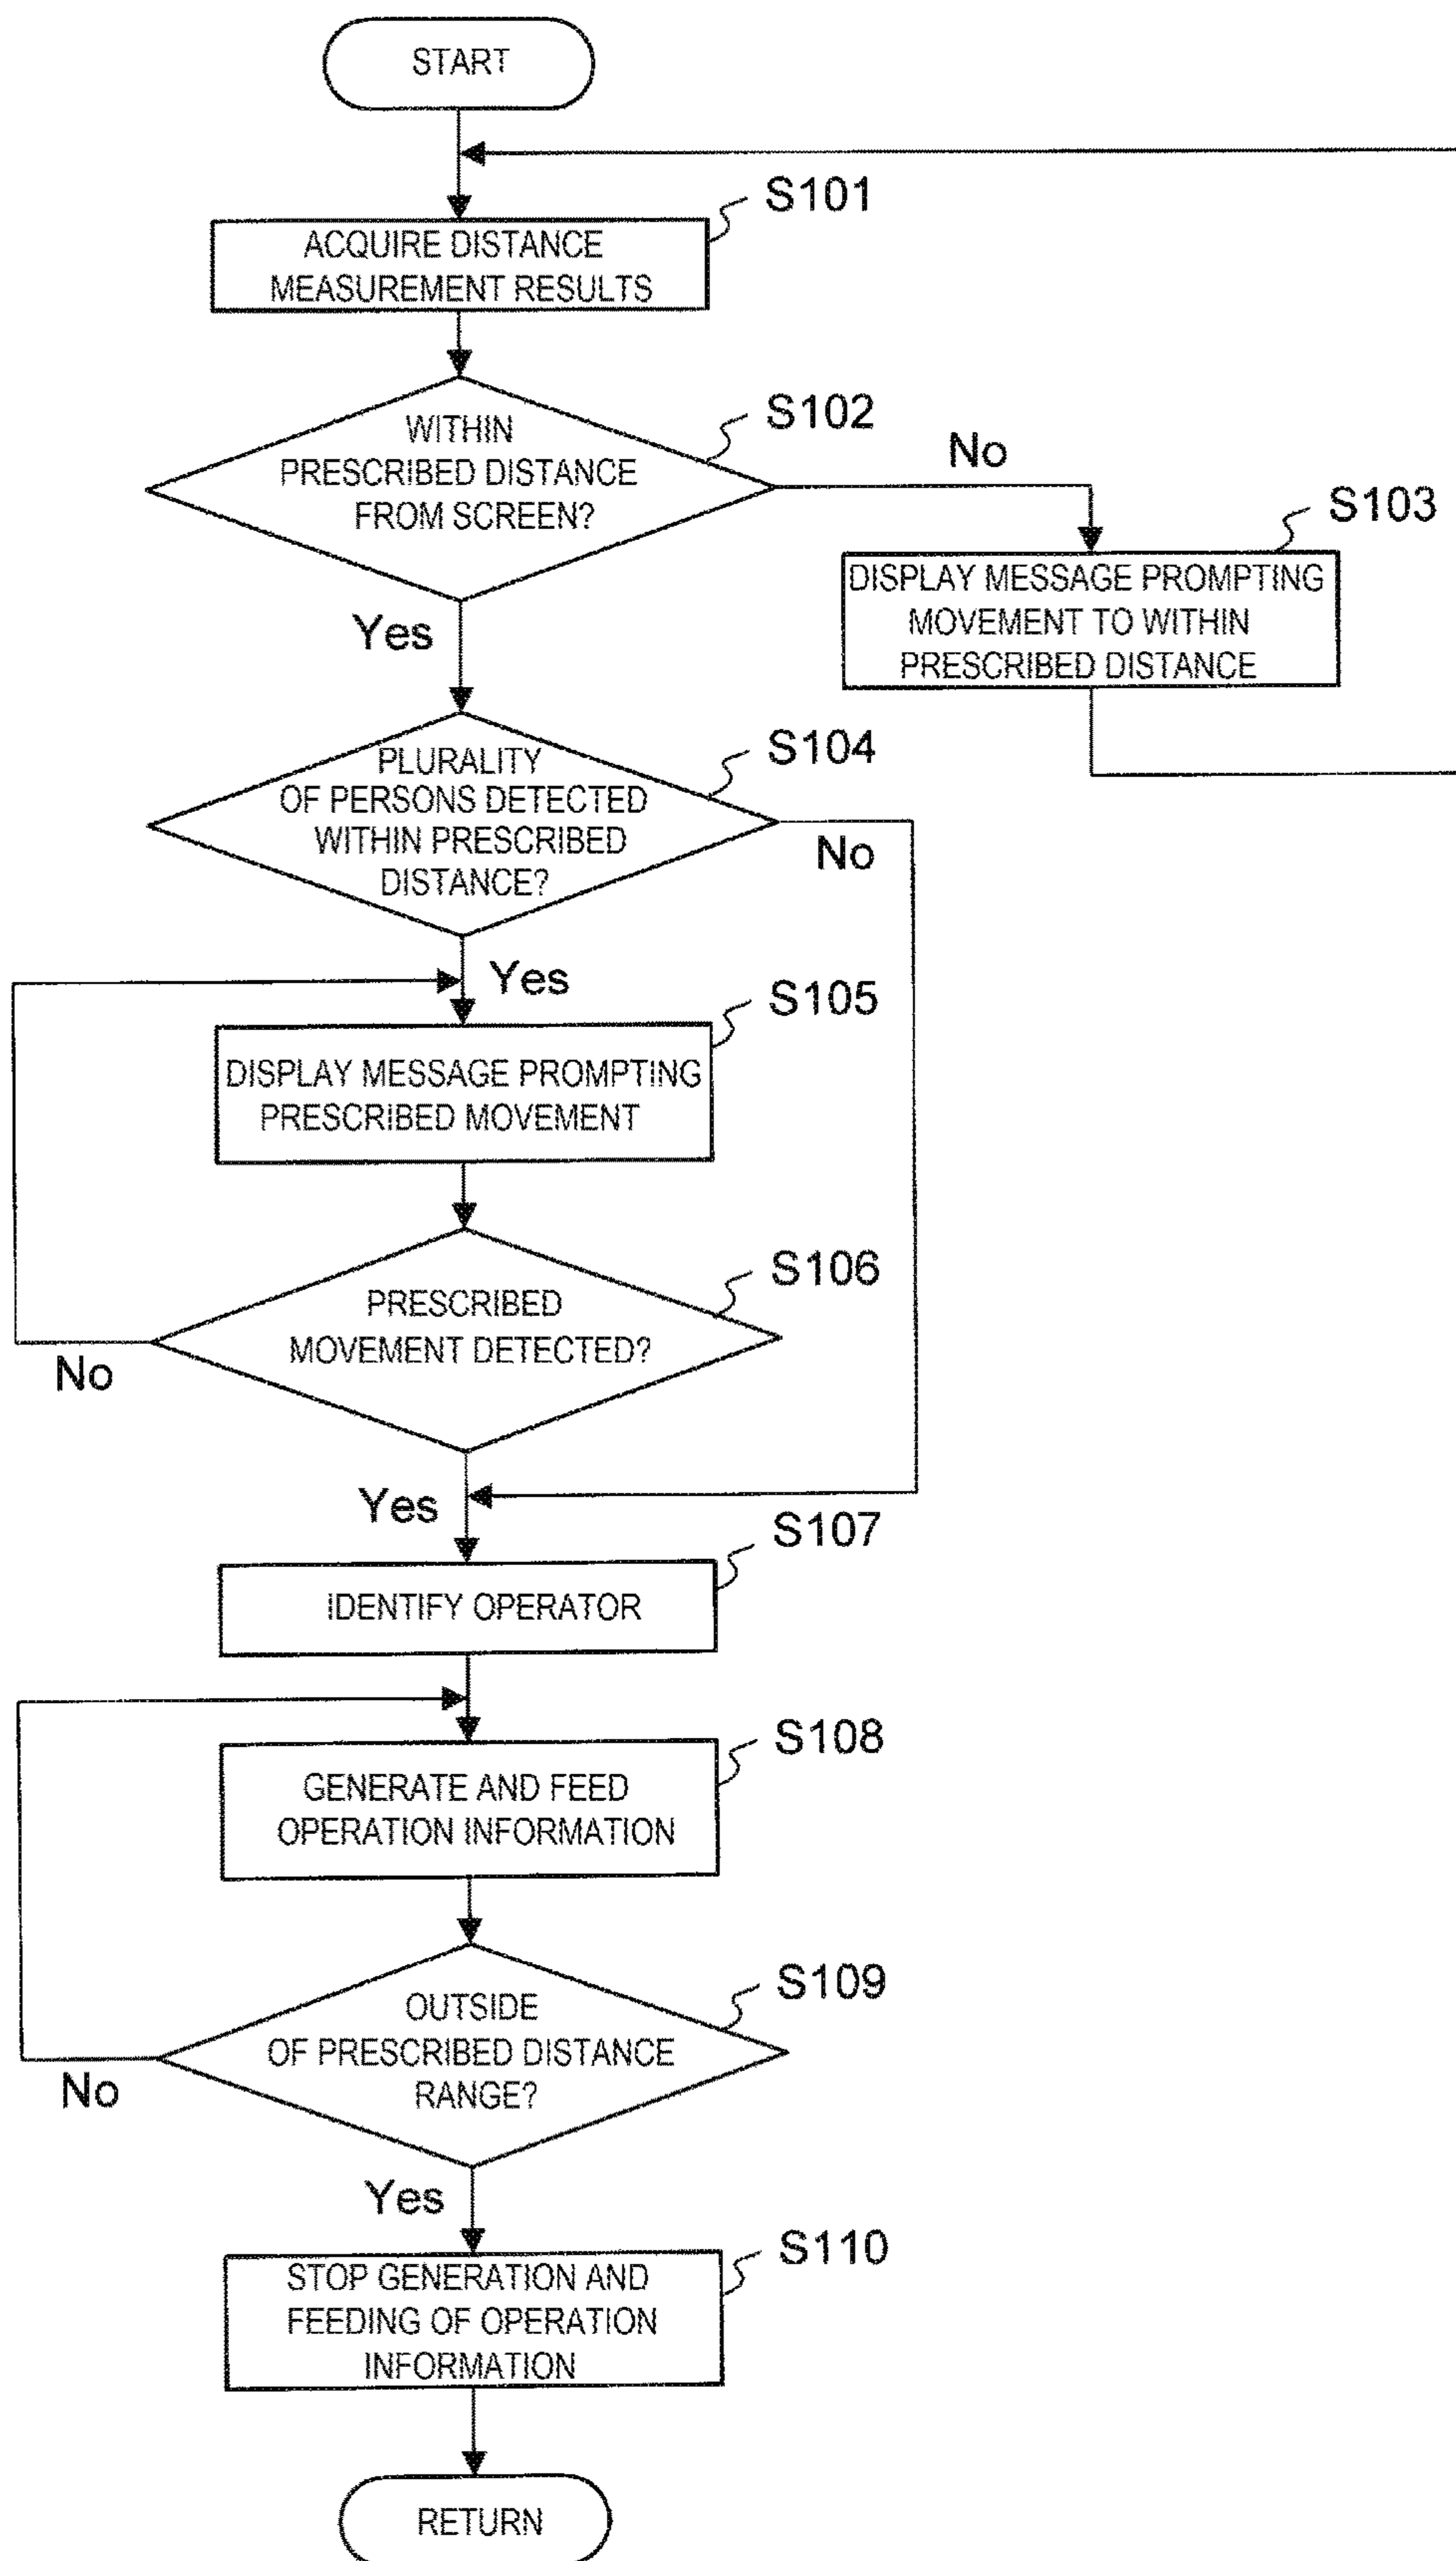 START
S101
ACQUIRE DISTANCE
MEASUREMENT RESULTS
S102
WITHIN
PRESCRIBED DISTANCE
FROM SCREEN?
No
S103
DISPLAY MESSAGE PROMPTING
MOVEMENT TO WITHIN
PRESCRIBED DISTANCE
Yes
S104
PLURALITY
OF PERSONS DETECTED
WITHIN PRESCRIBED
DISTANCE?
No
Yes
S105
DISPLAY MESSAGE PROMPTING
PRESCRIBED MOVEMENT
S106
PRESCRIBED
MOVEMENT DETECTED?
No
Yes
S107
IDENTIFY OPERATOR
S108
GENERATE AND FEED
OPERATION INFORMATION
S109
OUTSIDE
OF PRESCRIBED DISTANCE
RANGE?
No
Yes
S110
STOP GENERATION AND
FEEDING OF OPERATION
INFORMATION
RETURN